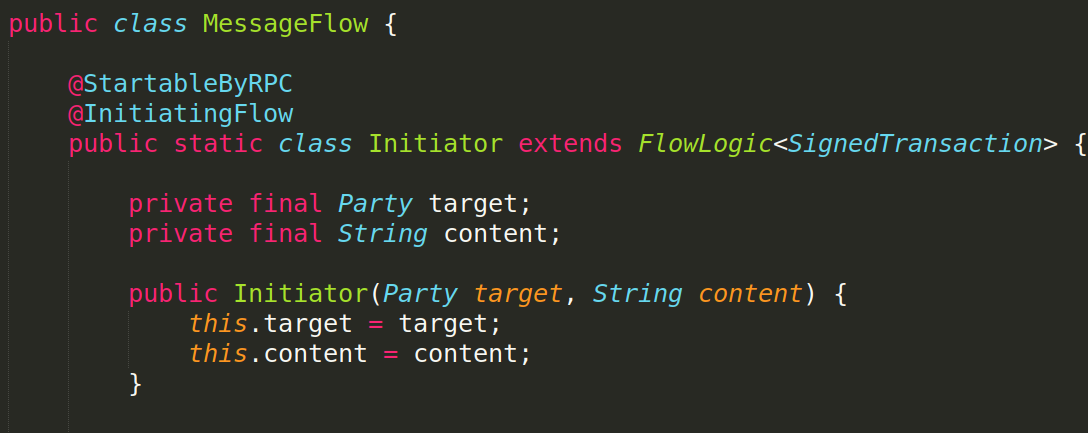 public class MessageFlow {
@StartableByRPC
@InitiatingFlow
public static class Initiator extends FlowLogic<SignedTransaction> {
private final Party target;
private final String content;
public Initiator(Party target, String content) {
this.target = target;
this.content = content;
}